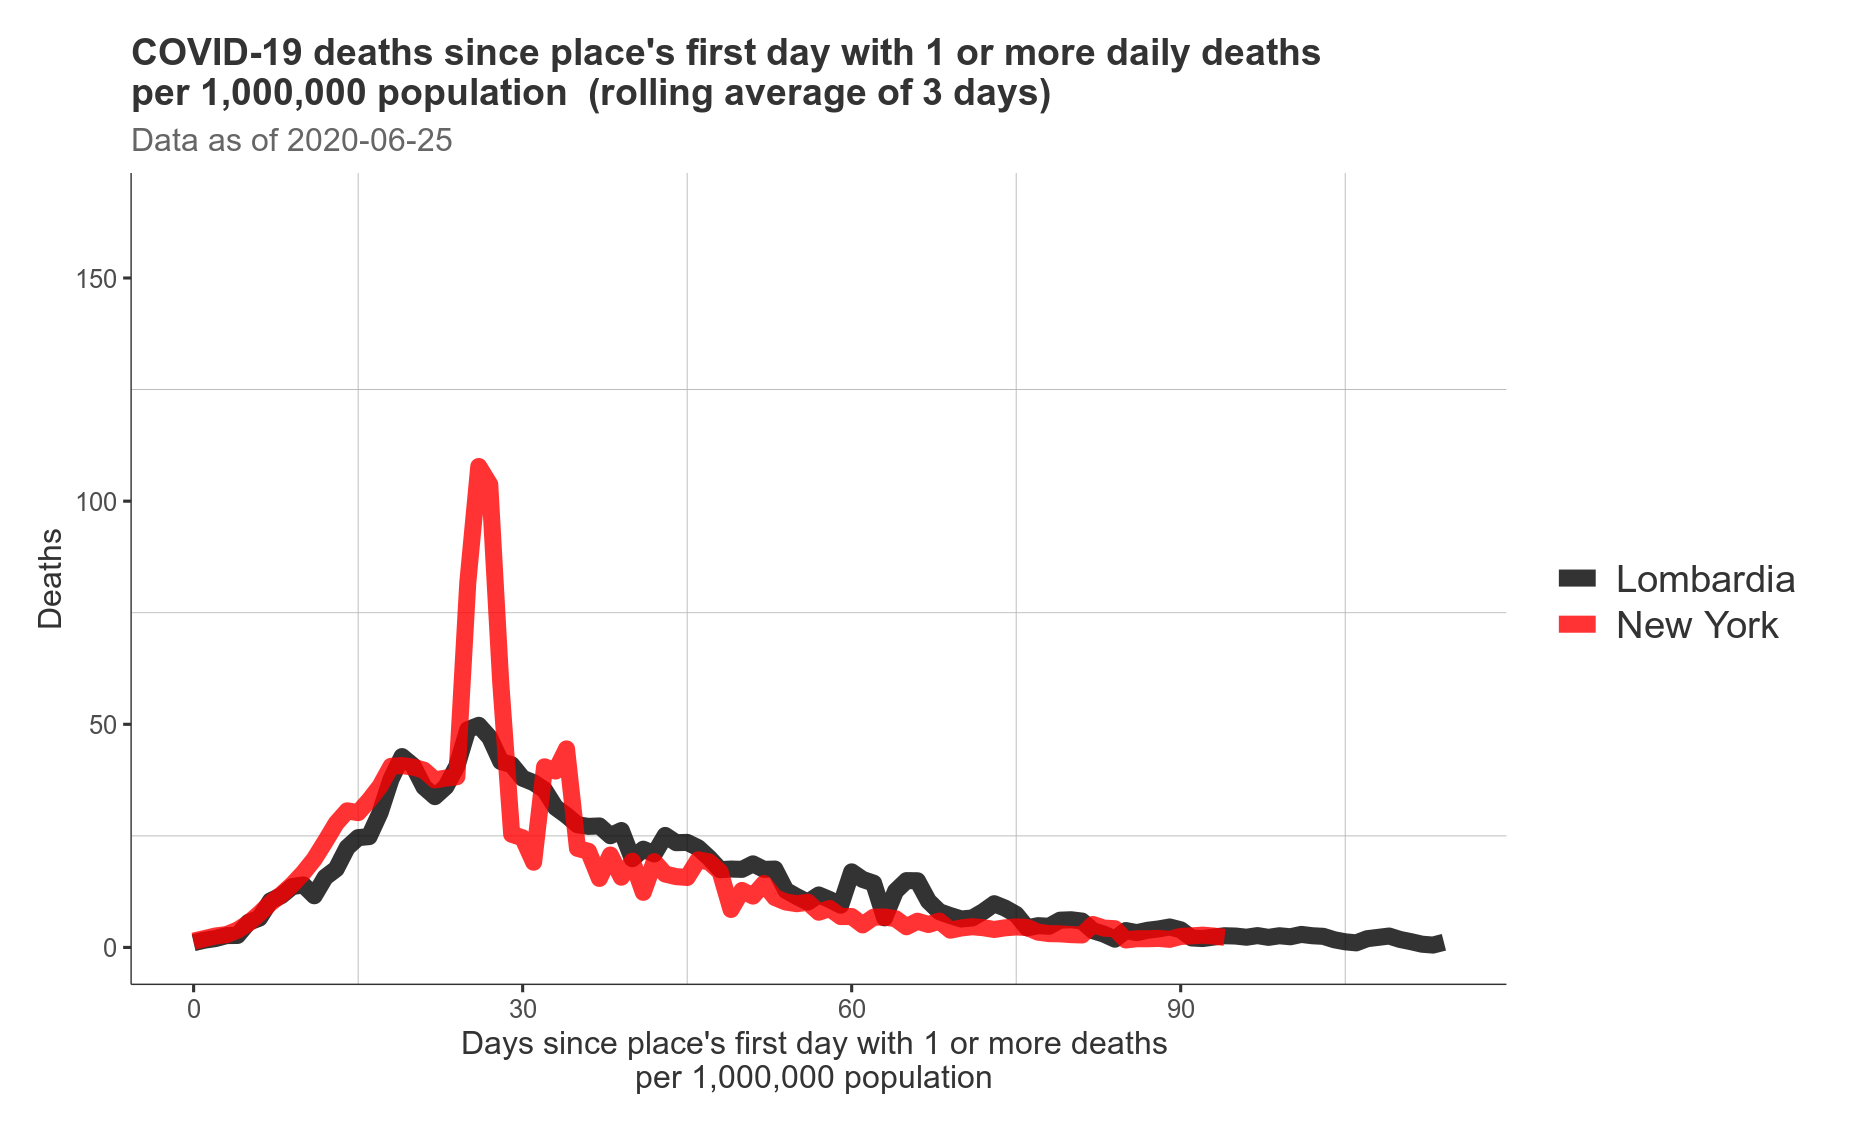 COVID-19 deaths since place's first day with 1 or more daily deaths
per 1,000,000 population  (rolling average of 3 days)
Data as of 2020-06-25
150
100
50
0
Deaths
0 30 60 90
Days since place's first day with 1 or more deaths
per 1,000,000 population
Lombardia
New York